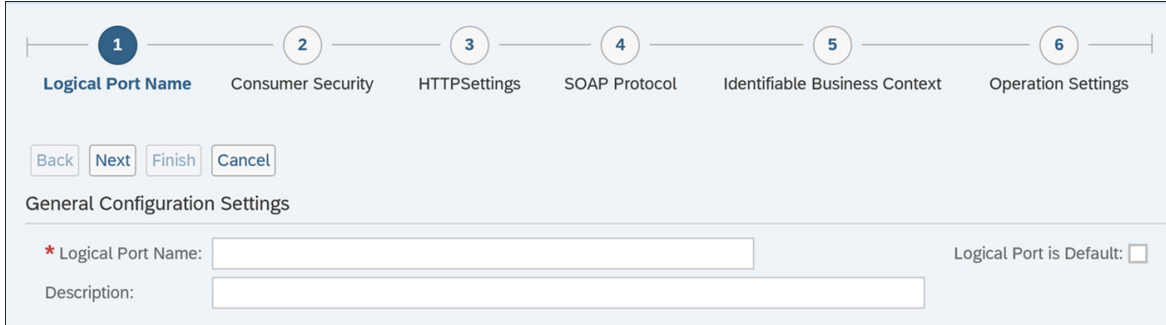 1 2 3 4 5 6
Logical Port Name Consumer Security HTTPSettings SOAP Protocol Identifiable Business Context Operation Settings
Back Next Finish Cancel
General Configuration Settings
* Logical Port Name: Logical Port is Default:
Description: